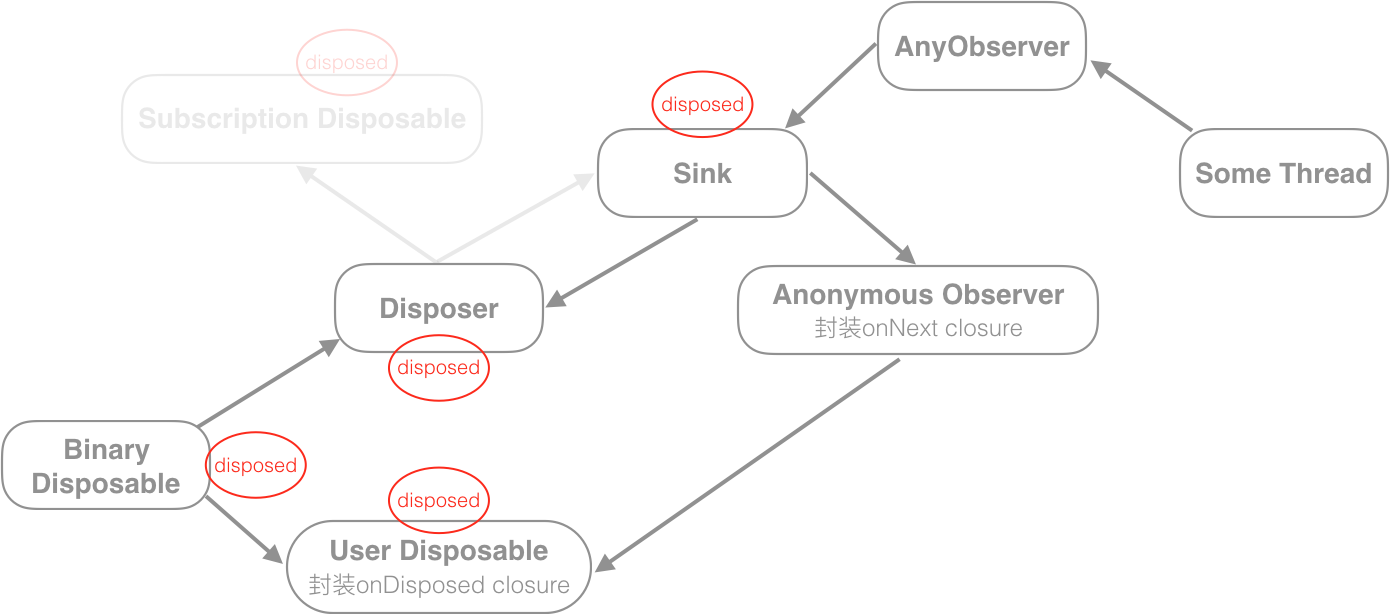 AnyObserver
disposed
Subscription Disposable
disposed
Sink
Some Thread
Disposer
disposed
Anonymous Observer
封装onNext closure
Binary
Disposable
disposed
disposed
User Disposable
封装onDisposed closure